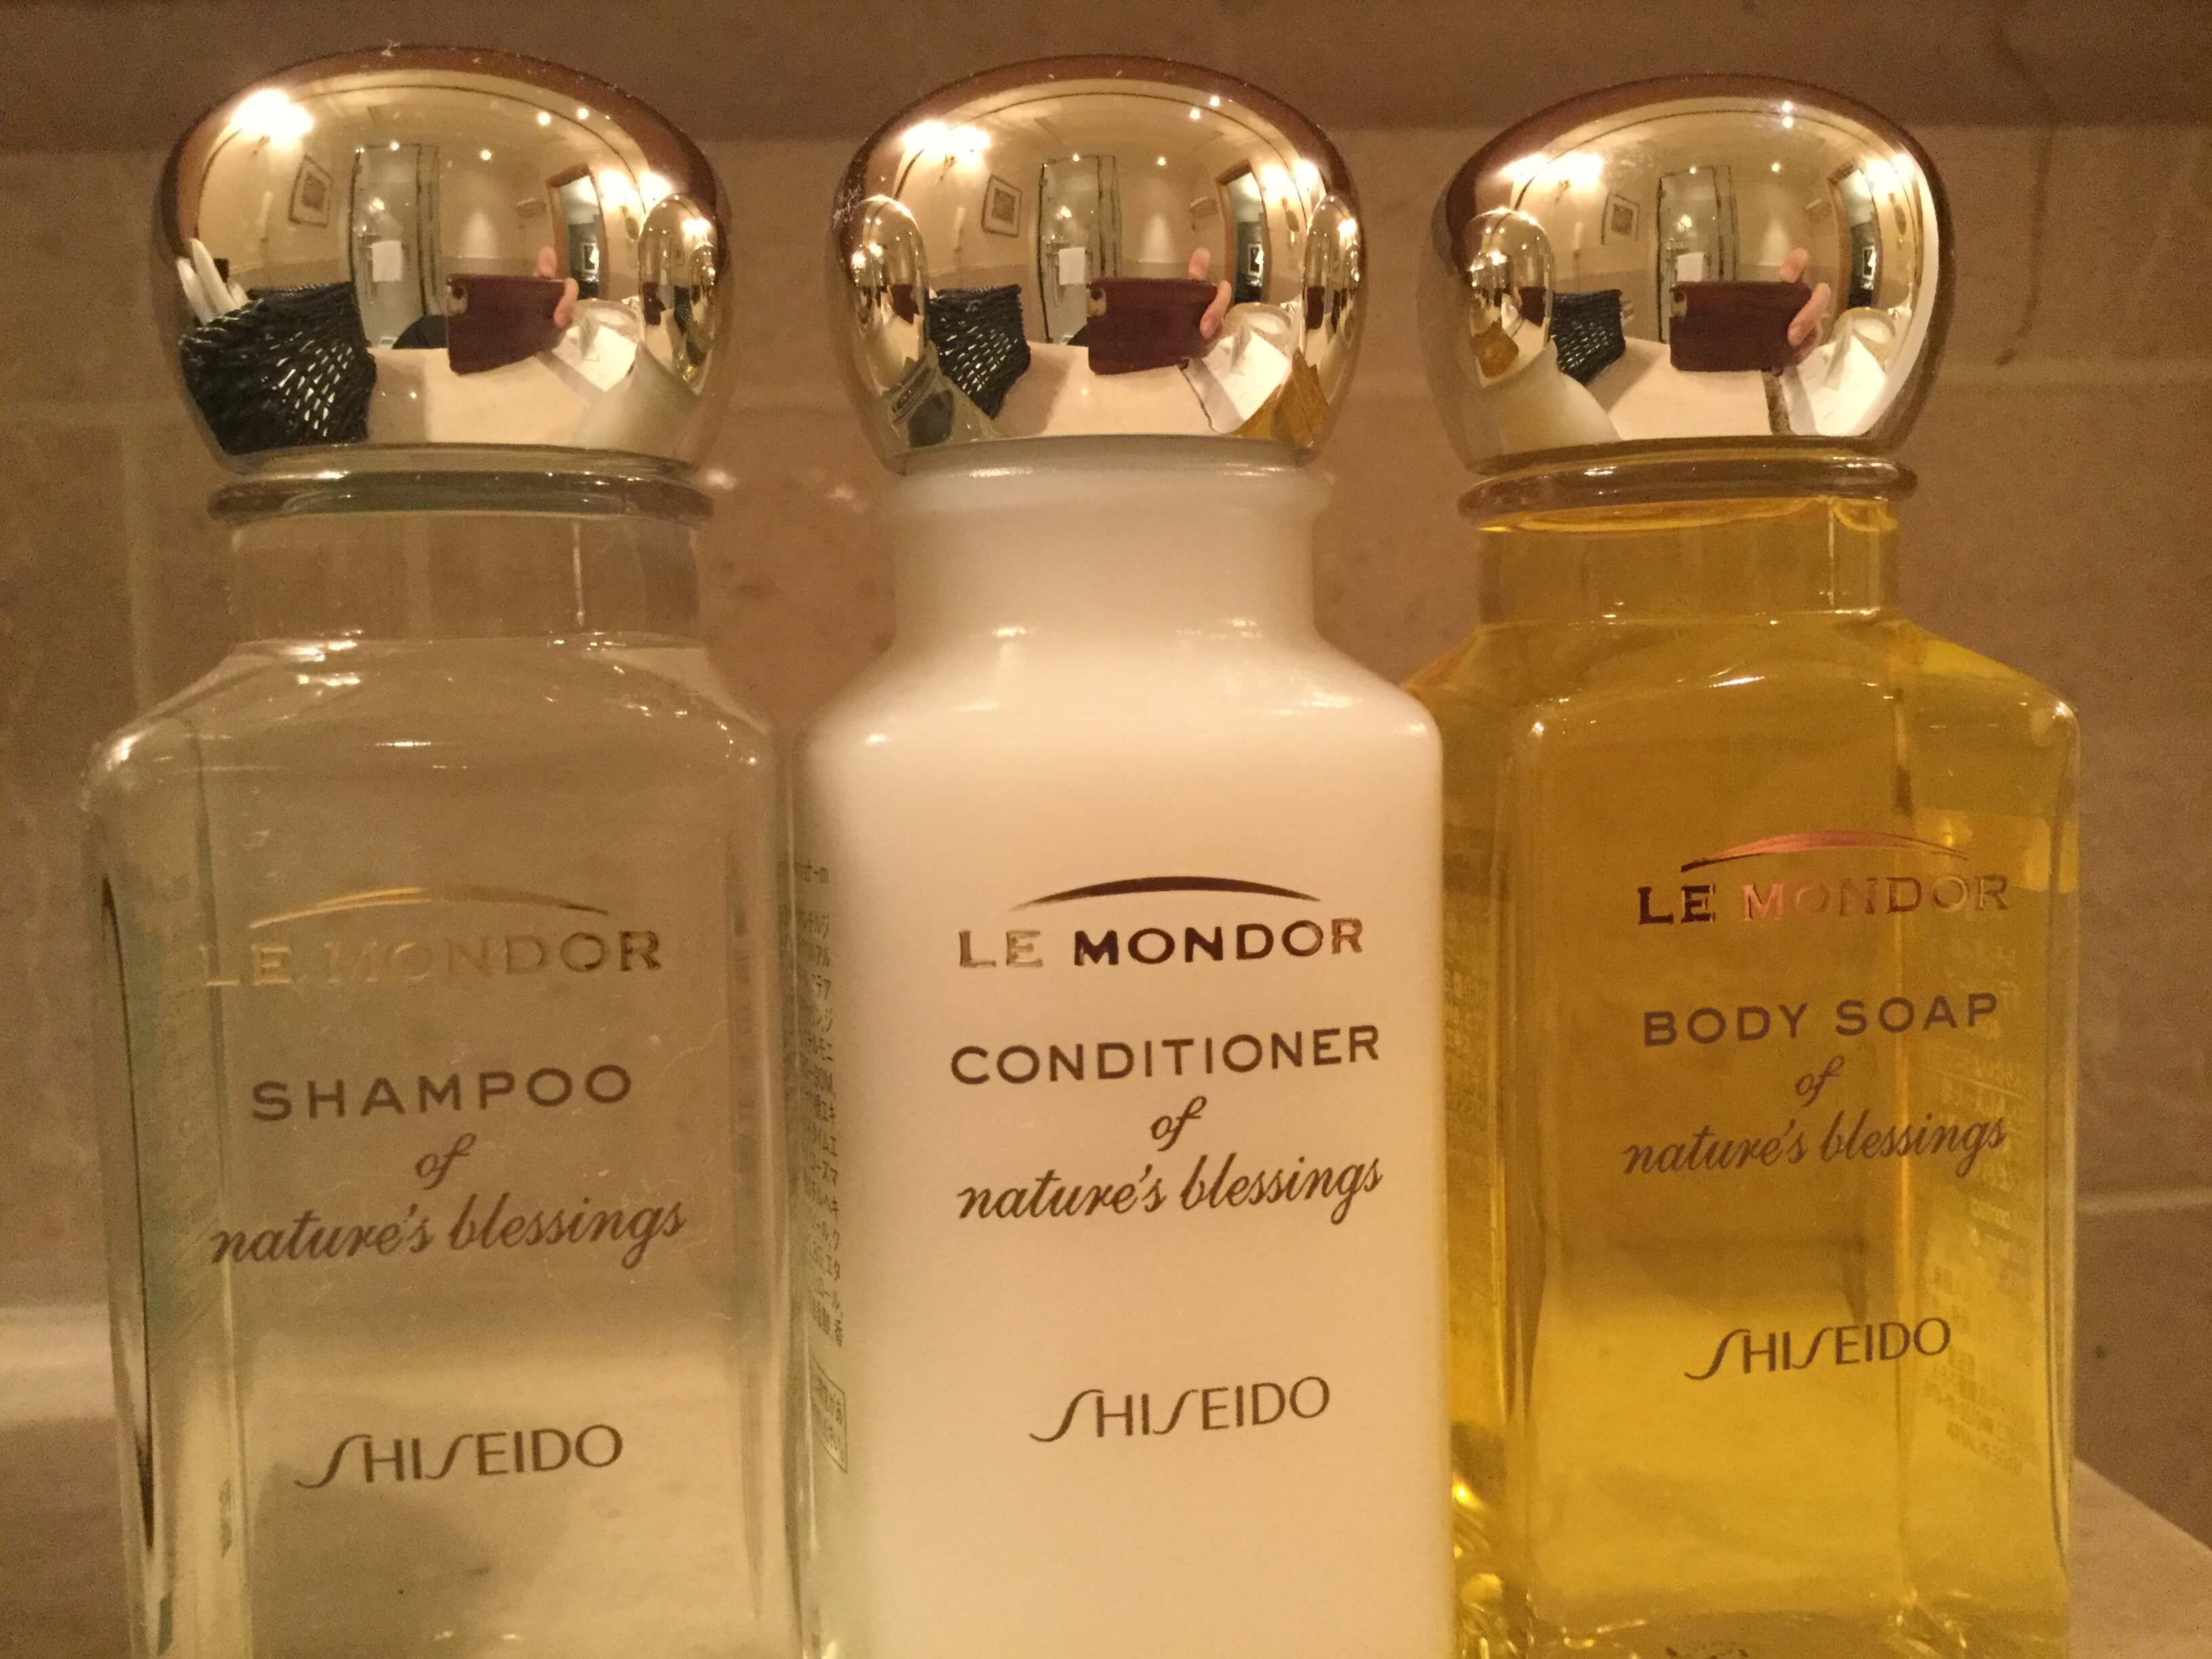 LE MONDOR
SHAMPOO
of
nature's blessings
SHISEIDO
LE MONDOR
CONDITIONER
of
nature's blessings
SHISEIDO
LE MONDOR
BODY SOAP
of
nature's blessings
SHISEIDO